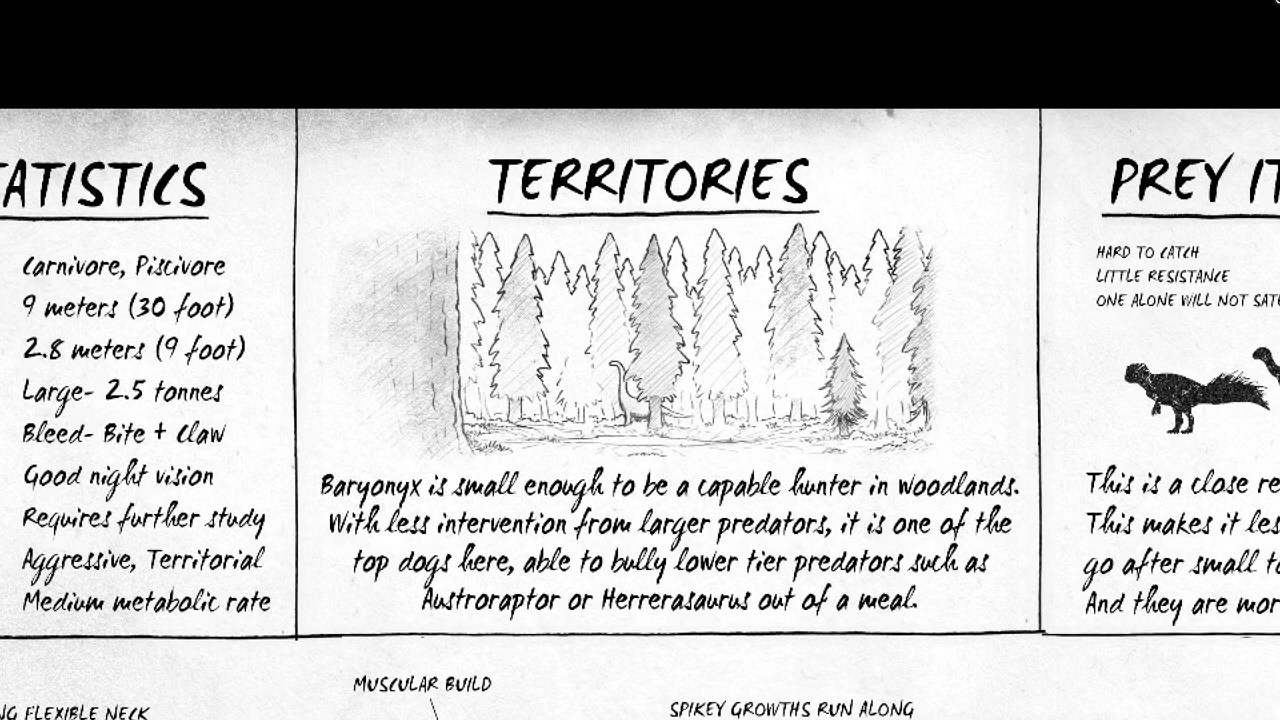 TATISTICS
Carnivore, Piscivore
9 meters (30 foot)
2.8 meters (9 foot)
Large- 2.5 tonnes
Bleed- Bite + Claw
Good night vision
Requires further study
Aggressive, Territorial
Medium metabolic rate
TERRITORIES
Baryonyx is small enough to be a capable hunter in woodlands.
With less intervention from larger predators, it is one of the
top dogs here, able to bully lower tier predators such as
Austroraptor or Herrerasaurus out of a meal.
PREY IT
HARD TO CATCH
LITTLE RESISTANCE
ONE ALONE WILL NOT SATE
This is a close re
This makes it les
go after small to
And they are mor
MUSCULAR BUILD
NG FLEXIBLE NECK
SPIKEY GROWTHS RUN ALONG